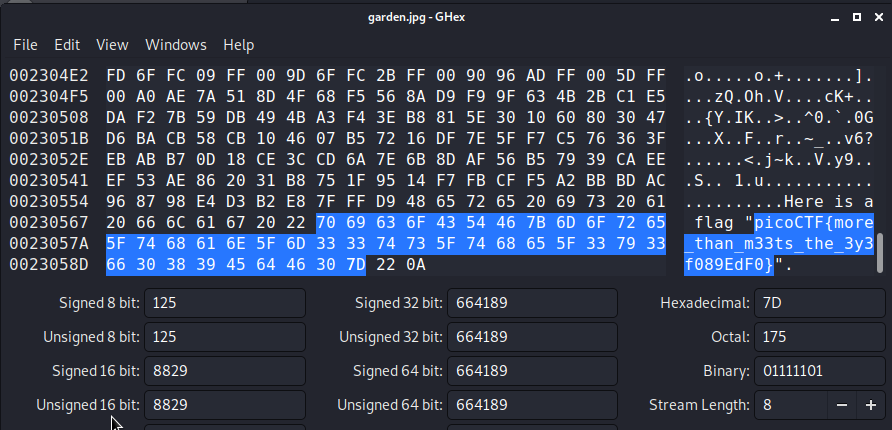 garden.jpg - GHex
File Edit View Windows Help
002304E2 FD 6F FC 09 FF 00 9D 6F FC 2B FF 00 90 96 AD FF 00 5D FF .o.....o.+.......].
002304F5 00 A0 AE 7A 51 8D 4F 68 F5 56 8A D9 F9 9F 63 4B 2B C1 E5 ...zQ.Oh.V....cK+..
00230508 DA F2 7B 59 DB 49 4B A3 F4 3E B8 81 5E 30 10 60 80 30 47 ..{Y.IK..>..^0.`.0G
0023051B D6 BA CB 58 CB 10 46 07 B5 72 16 DF 7E 5F F7 C5 76 36 3F ...X..F..r..~_..v6?
0023052E EB AB B7 0D 18 CE 3C CD 6A 7E 6B 8D AF 56 B5 79 39 CA EE ......<.j~k..V.y9..
00230541 EF 53 AE 86 20 31 B8 75 1F 95 14 F7 FB CF F5 A2 BB BD AC .S.. 1.u...........
00230554 96 87 98 E4 D3 B2 E8 7F FF D9 48 65 72 65 20 69 73 20 61 ..........Here is a
00230567 20 66 6C 61 67 20 22 70 69 63 6F 43 54 46 7B 6D 6F 72 65 flag "picoCTF{more
0023057A 5F 74 68 61 6E 5F 6D 33 33 74 73 5F 74 68 65 5F 33 79 33 _than_m33ts_the_3y3
0023058D 66 30 38 39 45 64 46 30 7D 22 0A f089EdF0}".
Signed 8 bit: 125 Signed 32 bit: 664189 Hexadecimal: 7D
Unsigned 8 bit: 125 Unsigned 32 bit: 664189 Octal: 175
Signed 16 bit: 8829 Signed 64 bit: 664189 Binary: 01111101
Unsigned 16 bit: 8829 Unsigned 64 bit: 664189 Stream Length: 8 − +